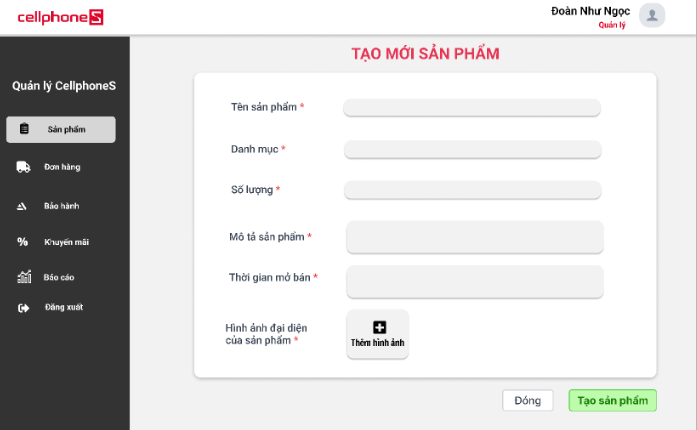 cellphoneS
Đoàn Như Ngọc
Quản lý
Quản lý CellphoneS
Sản phẩm
Đơn hàng
Bảo hành
Khuyến mãi
Báo cáo
Đăng xuất
TẠO MỚI SẢN PHẨM
Tên sản phẩm *
Danh mục *
Số lượng *
Mô tả sản phẩm *
Thời gian mở bán *
Hình ảnh đại diện
của sản phẩm *
Thêm hình ảnh
Đóng
Tạo sản phẩm